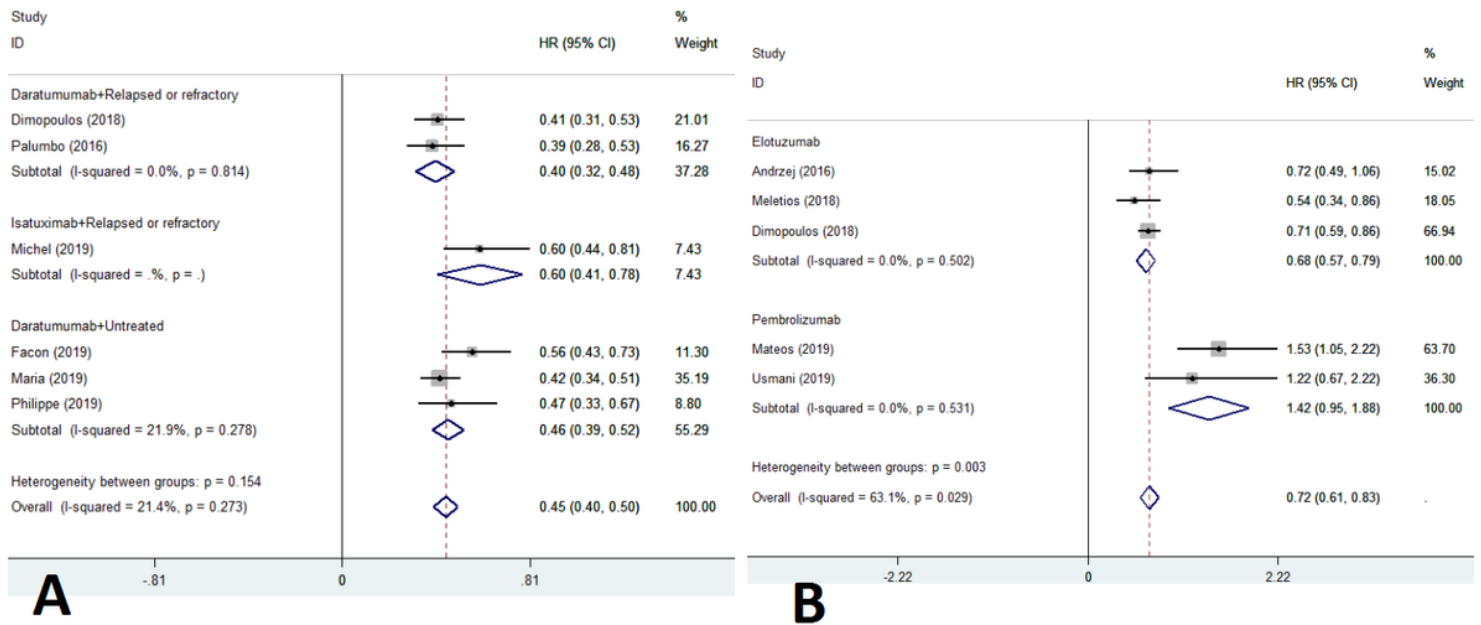 Study %
ID HR (95% CI) Weight
Daratumumab+Relapsed or refractory
Dimopoulos (2018) 0.41 (0.31, 0.53) 21.01
Palumbo (2016) 0.39 (0.28, 0.53) 16.27
Subtotal (I-squared = 0.0%, p = 0.814) 0.40 (0.32, 0.48) 37.28
Isatuximab+Relapsed or refractory
Michel (2019) 0.60 (0.44, 0.81) 7.43
Subtotal (I-squared = .%, p = .) 0.60 (0.41, 0.78) 7.43
Daratumumab+Untreated
Facon (2019) 0.56 (0.43, 0.73) 11.30
Maria (2019) 0.42 (0.34, 0.51) 35.19
Philippe (2019) 0.47 (0.33, 0.67) 8.80
Subtotal (I-squared = 21.9%, p = 0.278) 0.46 (0.39, 0.52) 55.29
Heterogeneity between groups: p = 0.154
Overall (I-squared = 21.4%, p = 0.273) 0.45 (0.40, 0.50) 100.00
-.81 0 .81
A
Study %
ID HR (95% CI) Weight
Elotuzumab
Andrzej (2016) 0.72 (0.49, 1.06) 15.02
Meletios (2018) 0.54 (0.34, 0.86) 18.05
Dimopoulos (2018) 0.71 (0.59, 0.86) 66.94
Subtotal (I-squared = 0.0%, p = 0.502) 0.68 (0.57, 0.79) 100.00
Pembrolizumab
Mateos (2019) 1.53 (1.05, 2.22) 63.70
Usmani (2019) 1.22 (0.67, 2.22) 36.30
Subtotal (I-squared = 0.0%, p = 0.531) 1.42 (0.95, 1.88) 100.00
Heterogeneity between groups: p = 0.003
Overall (I-squared = 63.1%, p = 0.029) 0.72 (0.61, 0.83) .
-2.22 0 2.22
B